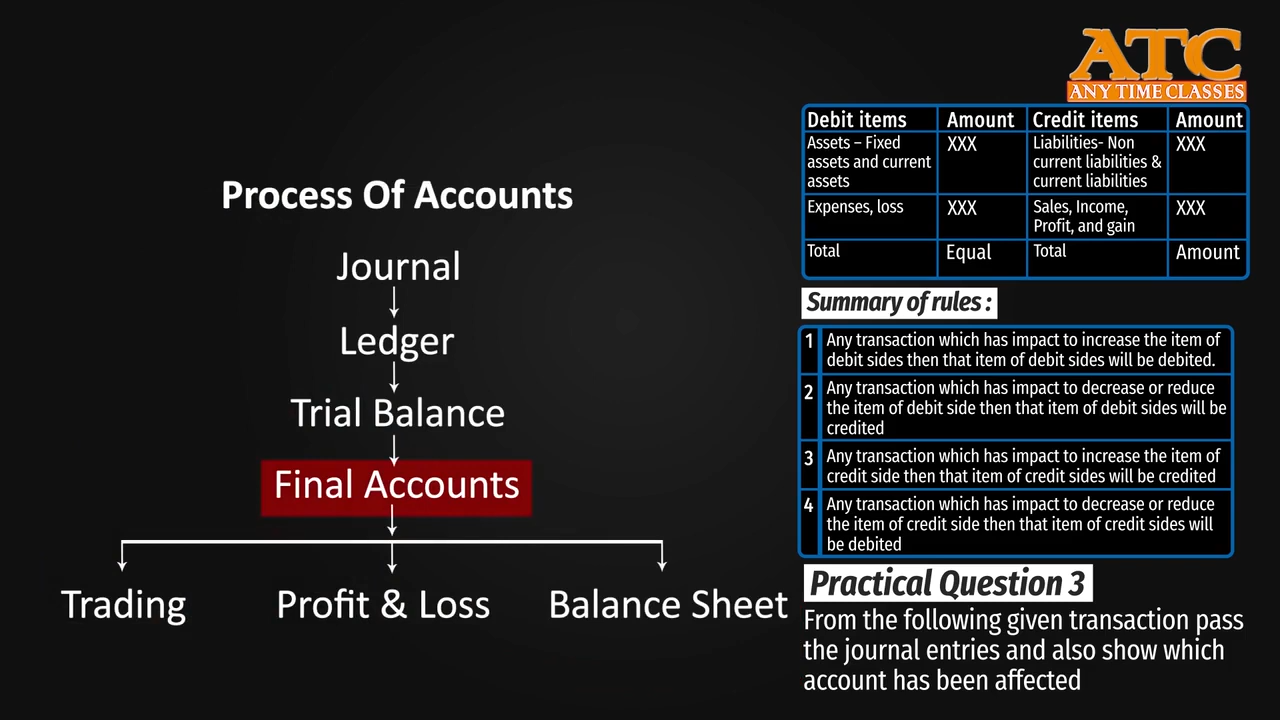 ATC
ANY TIME CLASSES
Process Of Accounts
Journal
Ledger
Trial Balance
Final Accounts
Trading
Profit & Loss
Balance Sheet
Debit items Amount Credit items Amount
Assets – Fixed
assets and current
assets
XXX
Liabilities- Non
current liabilities &
current liabilities
XXX
Expenses, loss
XXX
Sales, Income,
Profit, and gain
XXX
Total Equal Total Amount
Summary of rules :
1 Any transaction which has impact to increase the item of
debit sides then that item of debit sides will be debited.
2 Any transaction which has impact to decrease or reduce
the item of debit side then that item of debit sides will be
credited
3 Any transaction which has impact to increase the item of
credit side then that item of credit sides will be credited
4 Any transaction which has impact to decrease or reduce
the item of credit side then that item of credit sides will
be debited
Practical Question 3
From the following given transaction pass
the journal entries and also show which
account has been affected